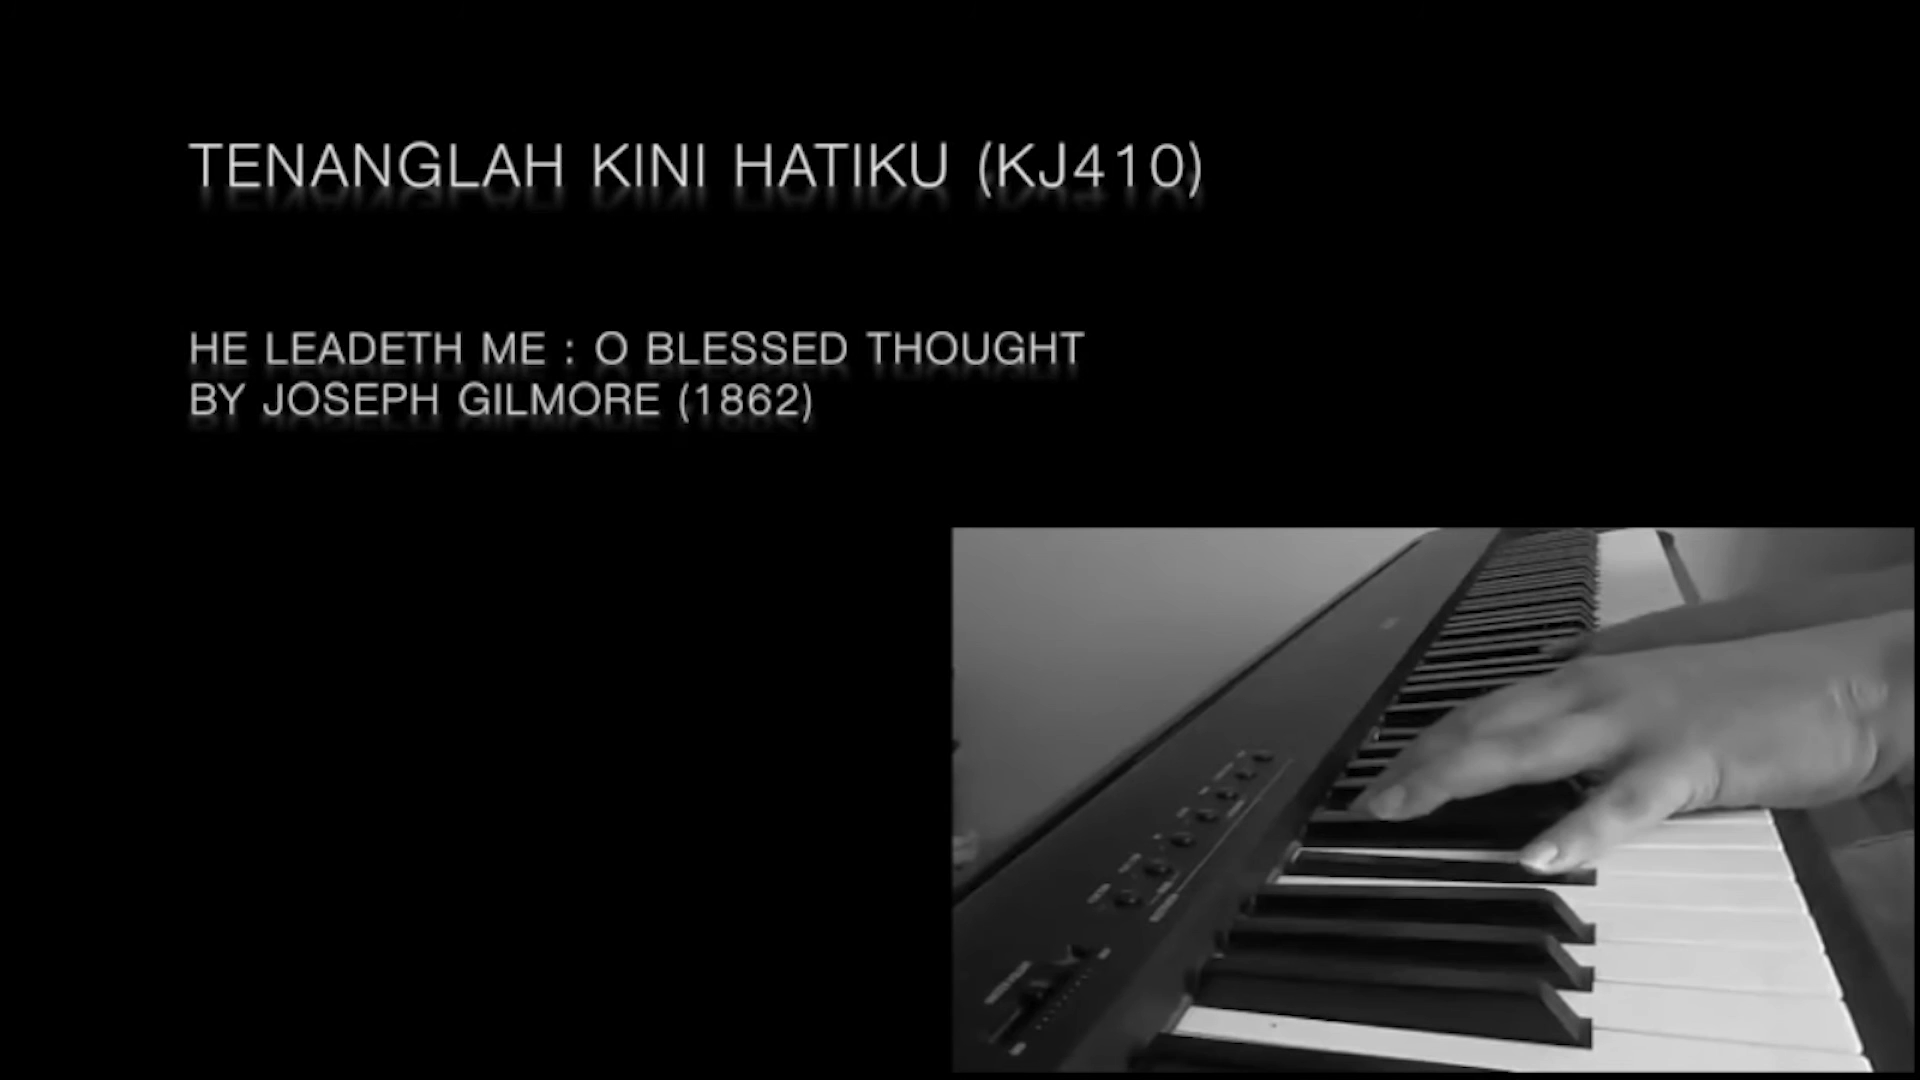 TENANGLAH KINI HATIKU (KJ410)
HE LEADETH ME : O BLESSED THOUGHT
BY JOSEPH GILMORE (1862)